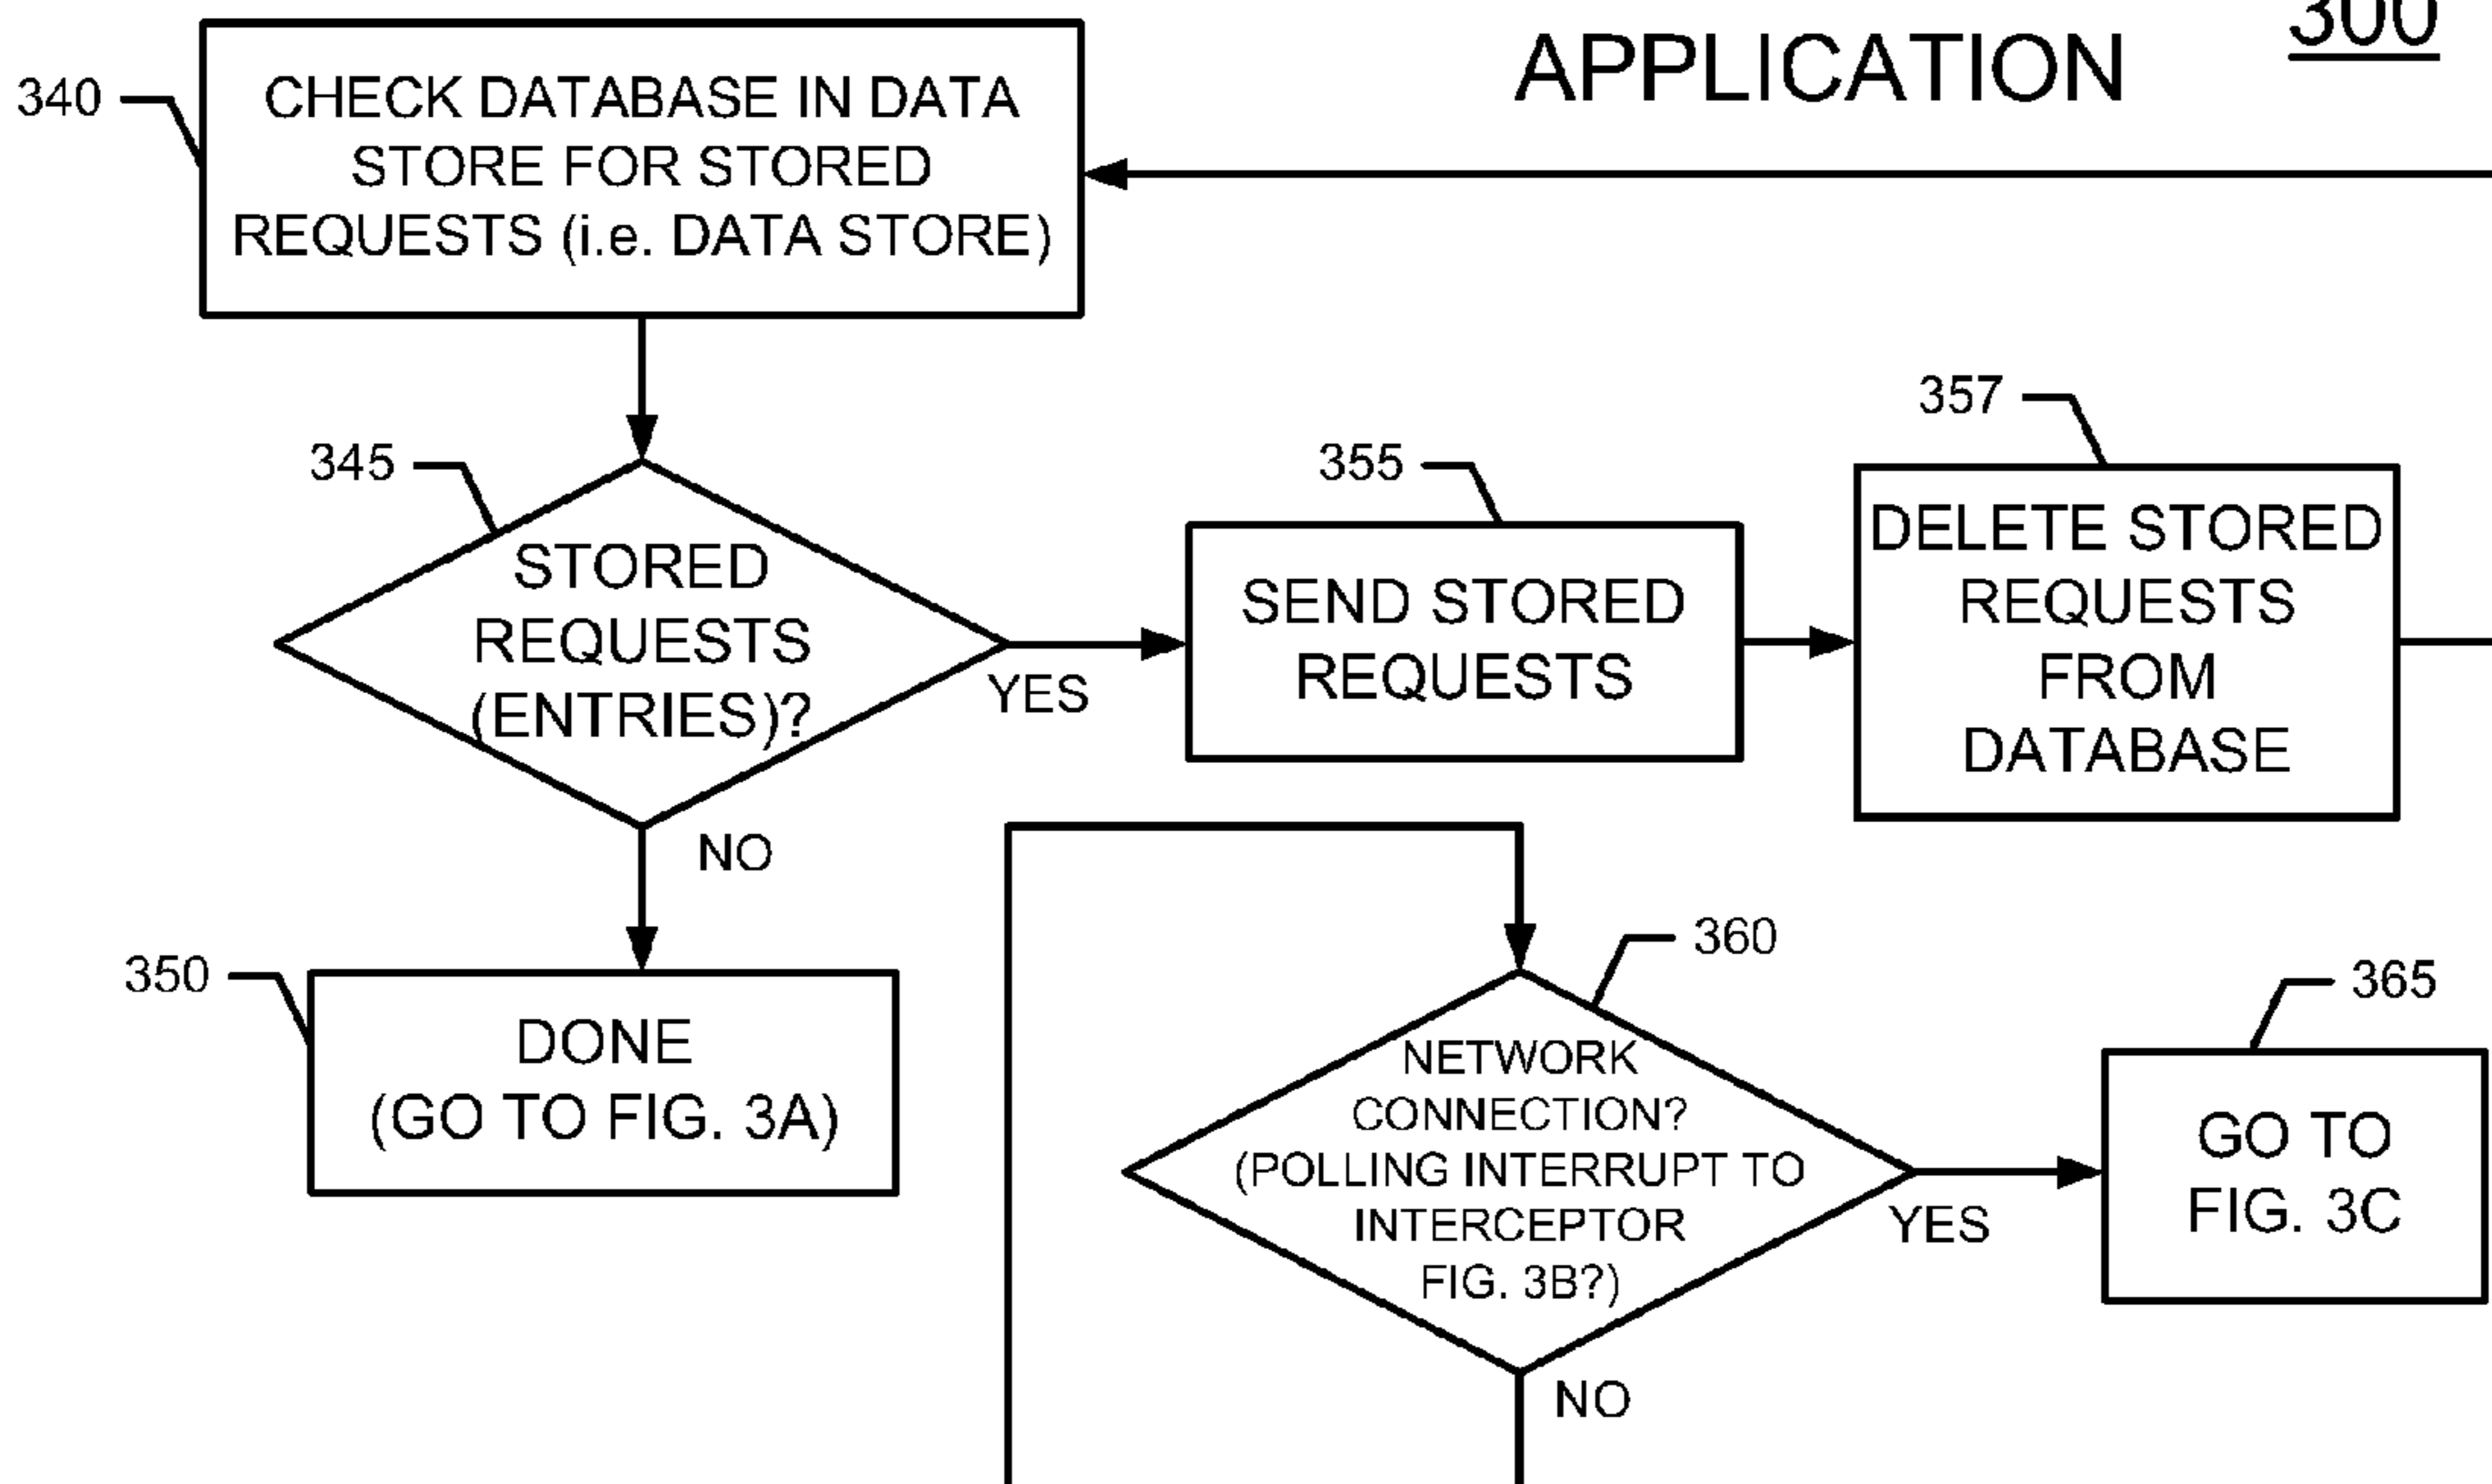 APPLICATION
300
340
CHECK DATABASE IN DATA
STORE FOR STORED
REQUESTS (i.e. DATA STORE)
345
STORED
REQUESTS
(ENTRIES)?
YES
NO
355
SEND STORED
REQUESTS
357
DELETE STORED
REQUESTS
FROM
DATABASE
350
DONE
(GO TO FIG. 3A)
360
NETWORK
CONNECTION?
(POLLING INTERRUPT TO
INTERCEPTOR
FIG. 3B?)
YES
NO
365
GO TO
FIG. 3C